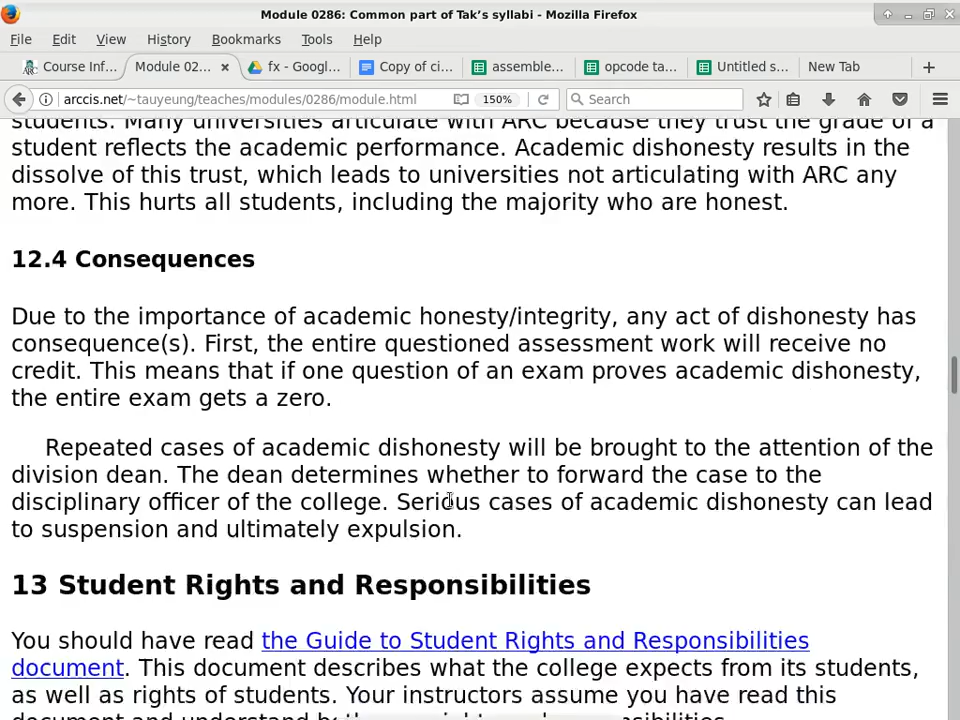 Module 0286: Common part of Tak's syllabi - Mozilla Firefox
File Edit View History Bookmarks Tools Help
Course Inf... Module 02... fx - Googl... Copy of ci... assemble... opcode ta... Untitled s... New Tab
arccis.net/~tauyeung/teaches/modules/0286/module.html 150% Search
students. Many universities articulate with ARC because they trust the grade of a
student reflects the academic performance. Academic dishonesty results in the
dissolve of this trust, which leads to universities not articulating with ARC any
more. This hurts all students, including the majority who are honest.
12.4 Consequences
Due to the importance of academic honesty/integrity, any act of dishonesty has
consequence(s). First, the entire questioned assessment work will receive no
credit. This means that if one question of an exam proves academic dishonesty,
the entire exam gets a zero.
Repeated cases of academic dishonesty will be brought to the attention of the
division dean. The dean determines whether to forward the case to the
disciplinary officer of the college. Serious cases of academic dishonesty can lead
to suspension and ultimately expulsion.
13 Student Rights and Responsibilities
You should have read the Guide to Student Rights and Responsibilities
document. This document describes what the college expects from its students,
as well as rights of students. Your instructors assume you have read this
document and understand